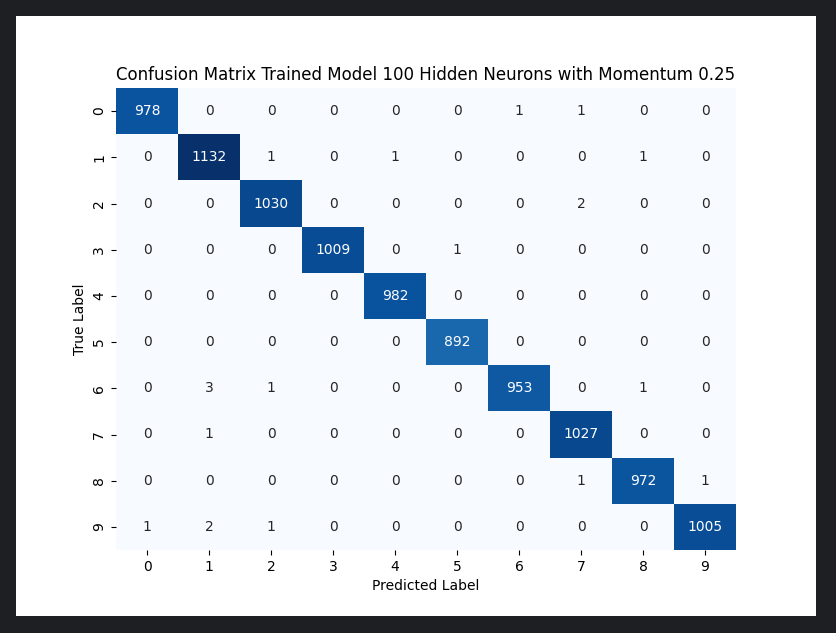 Confusion Matrix Trained Model 100 Hidden Neurons with Momentum 0.25
0 978 0 0 0 0 0 1 1 0 0
1 0 1132 1 0 1 0 0 0 1 0
2 0 0 1030 0 0 0 0 2 0 0
3 0 0 0 1009 0 1 0 0 0 0
4 0 0 0 0 982 0 0 0 0 0
5 0 0 0 0 0 892 0 0 0 0
6 0 3 1 0 0 0 953 0 1 0
7 0 1 0 0 0 0 0 1027 0 0
8 0 0 0 0 0 0 0 1 972 1
9 1 2 1 0 0 0 0 0 0 1005
True Label
0 1 2 3 4 5 6 7 8 9
Predicted Label